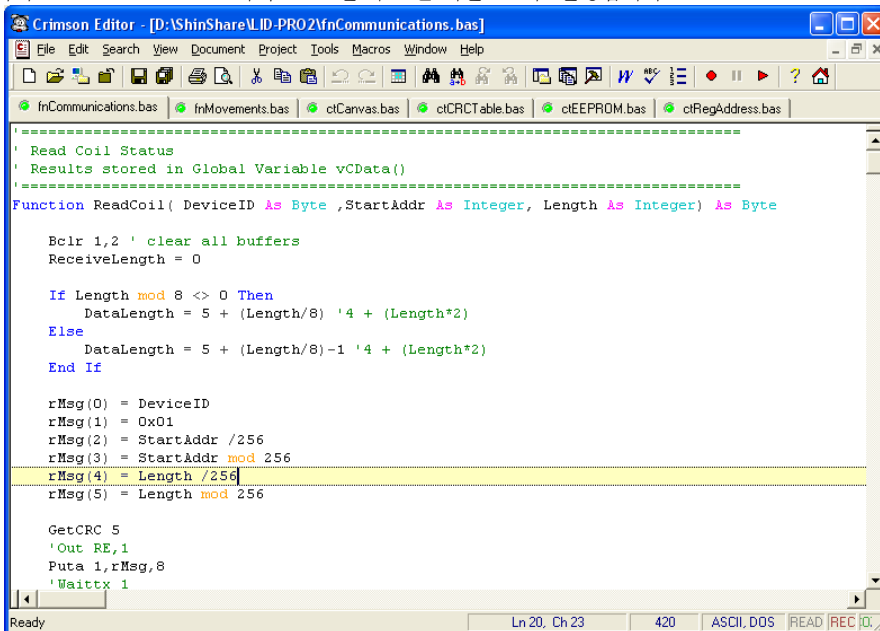 Crimson Editor - [D:\ShinShare\LID-PRO2\fnCommunications.bas]
File Edit Search View Document Project Tools Macros Window Help
fnCommunications.bas fnMovements.bas ctCanvas.bas ctCRCTable.bas ctEEPROM.bas ctRegAddress.bas
'================================================================================
' Read Coil Status
' Results stored in Global Variable vCData()
'================================================================================
Function ReadCoil( DeviceID As Byte ,StartAddr As Integer, Length As Integer) As Byte
Bclr 1,2 ' clear all buffers
ReceiveLength = 0
If Length mod 8 <> 0 Then
DataLength = 5 + (Length/8) '4 + (Length*2)
Else
DataLength = 5 + (Length/8)-1 '4 + (Length*2)
End If
rMsg(0) = DeviceID
rMsg(1) = 0x01
rMsg(2) = StartAddr /256
rMsg(3) = StartAddr mod 256
rMsg(4) = Length /256
rMsg(5) = Length mod 256
GetCRC 5
'Out RE,1
Puta 1,rMsg,8
'Waittx 1
Ready Ln 20, Ch 23 420 ASCII, DOS READ REC